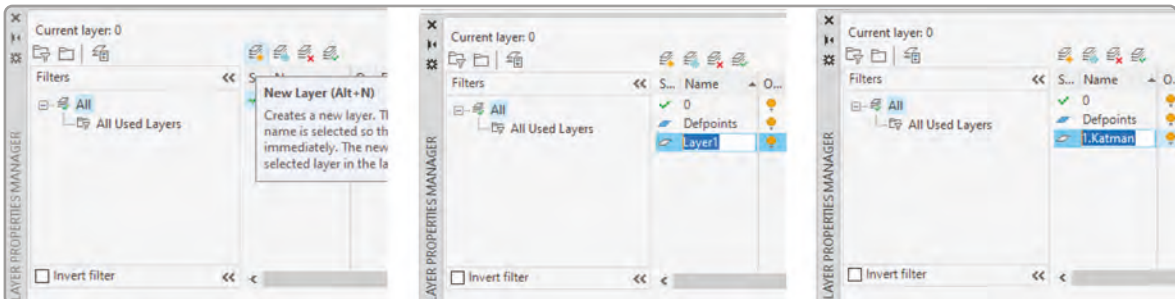 Current layer: 0
Filters
All
All Used Layers
Invert filter
LAYER PROPERTIES MANAGER
New Layer (Alt+N)
Creates a new layer.
name is selected so th
immediately. The new
selected layer in the la
Current layer: 0
Filters
All
All Used Layers
Invert filter
LAYER PROPERTIES MANAGER
S... Name O...
0
Defpoints
Layer1
Current layer: 0
Filters
All
All Used Layers
Invert filter
LAYER PROPERTIES MANAGER
S... Name O...
0
Defpoints
1.Katman